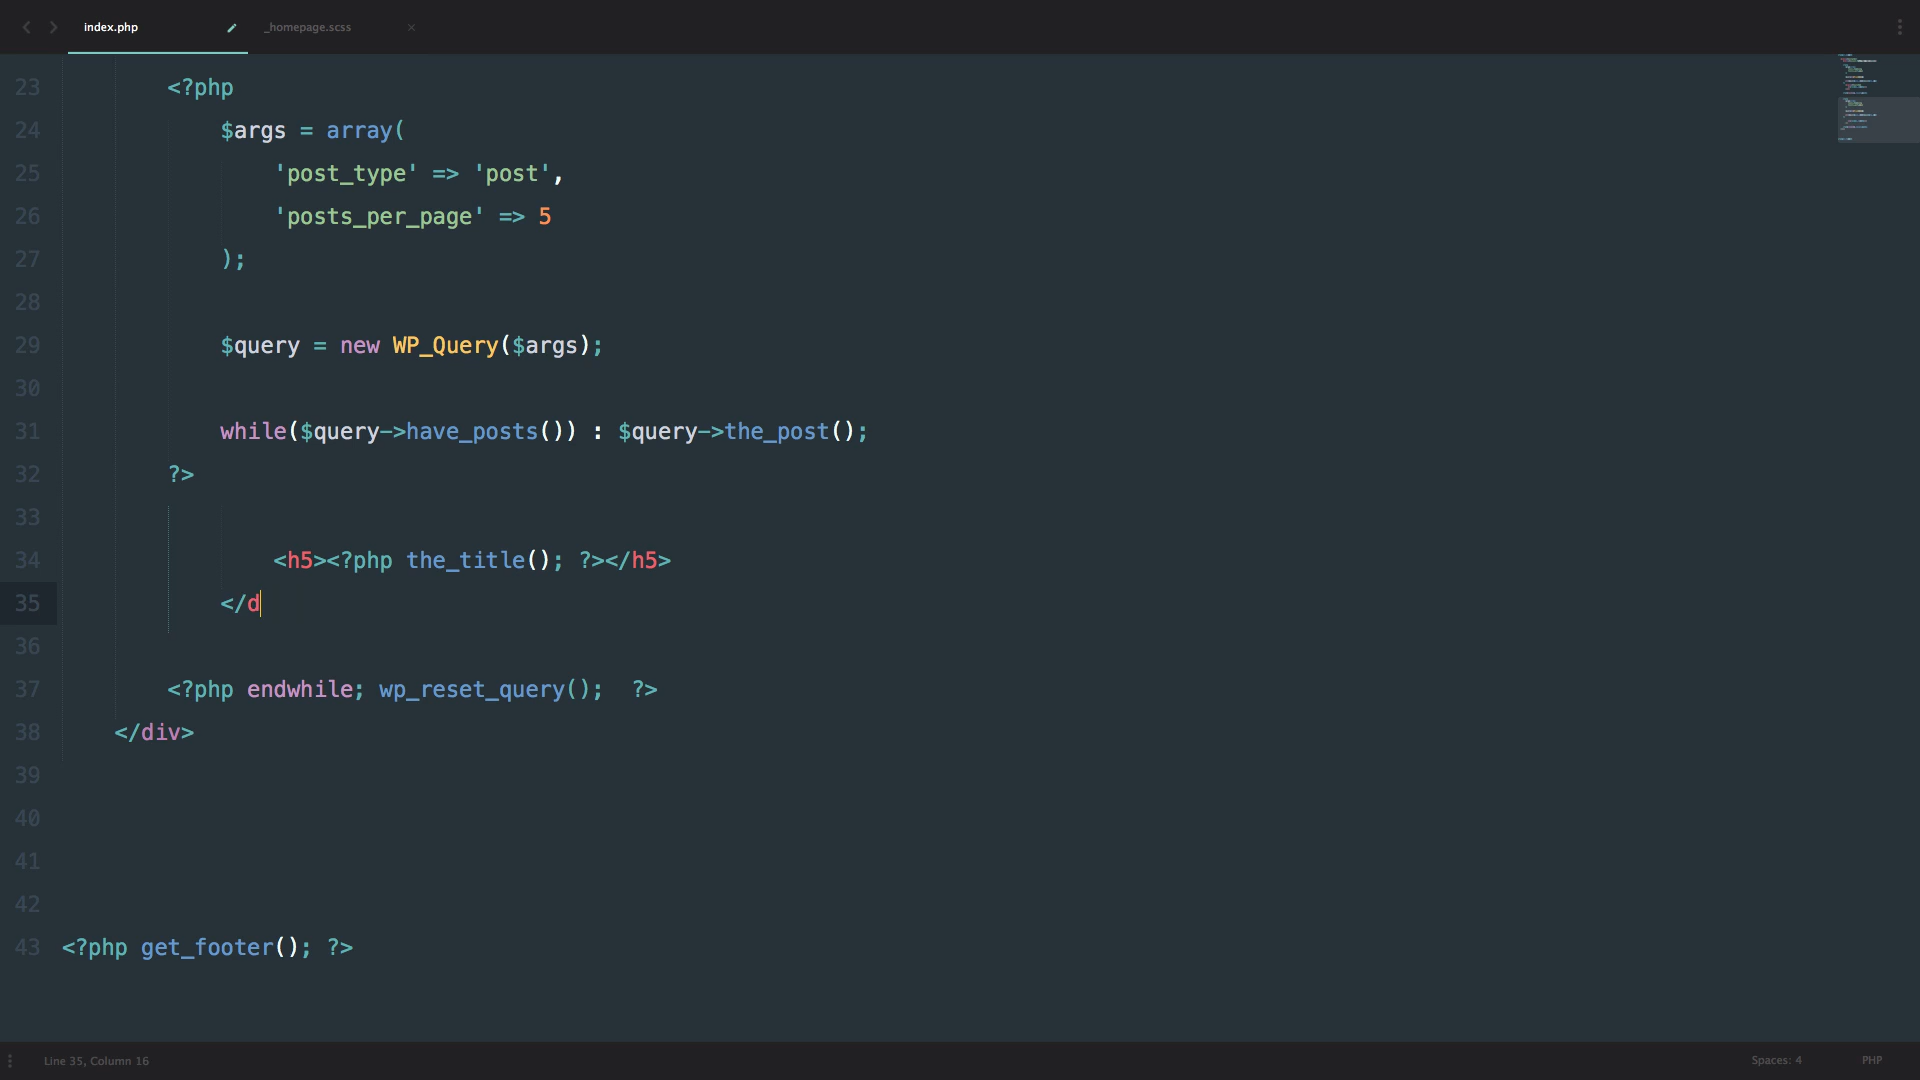 index.php
_homepage.scss
23 <?php
24 $args = array(
25 'post_type' => 'post',
26 'posts_per_page' => 5
27 );
28
29 $query = new WP_Query($args);
30
31 while($query->have_posts()) : $query->the_post();
32 ?>
33
34 <h5><?php the_title(); ?></h5>
35 </d
36
37 <?php endwhile; wp_reset_query();  ?>
38 </div>
39
40
41
42
43 <?php get_footer(); ?>
Line 35, Column 16
Spaces: 4
PHP